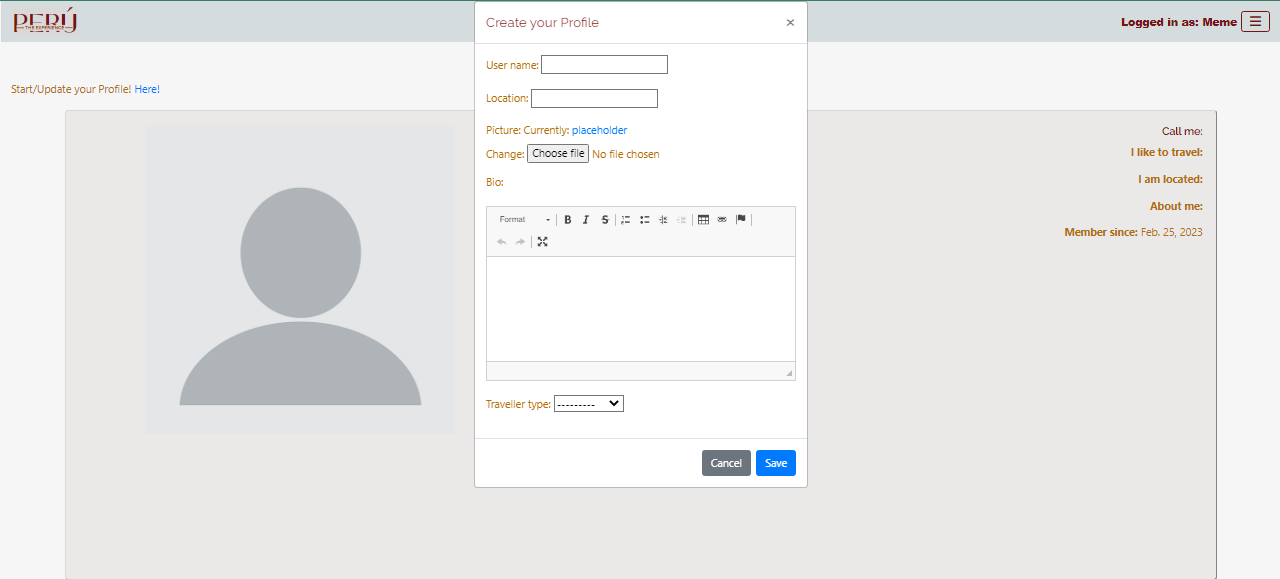 PERÚ
THE EXPERIENCE
Logged in as: Meme
Start/Update your Profile! Here!
Create your Profile
×
User name:
Location:
Picture: Currently: placeholder
Change: Choose file No file chosen
Bio:
Format B I S
Traveller type: ---------
Cancel Save
Call me:
I like to travel:
I am located:
About me:
Member since: Feb. 25, 2023